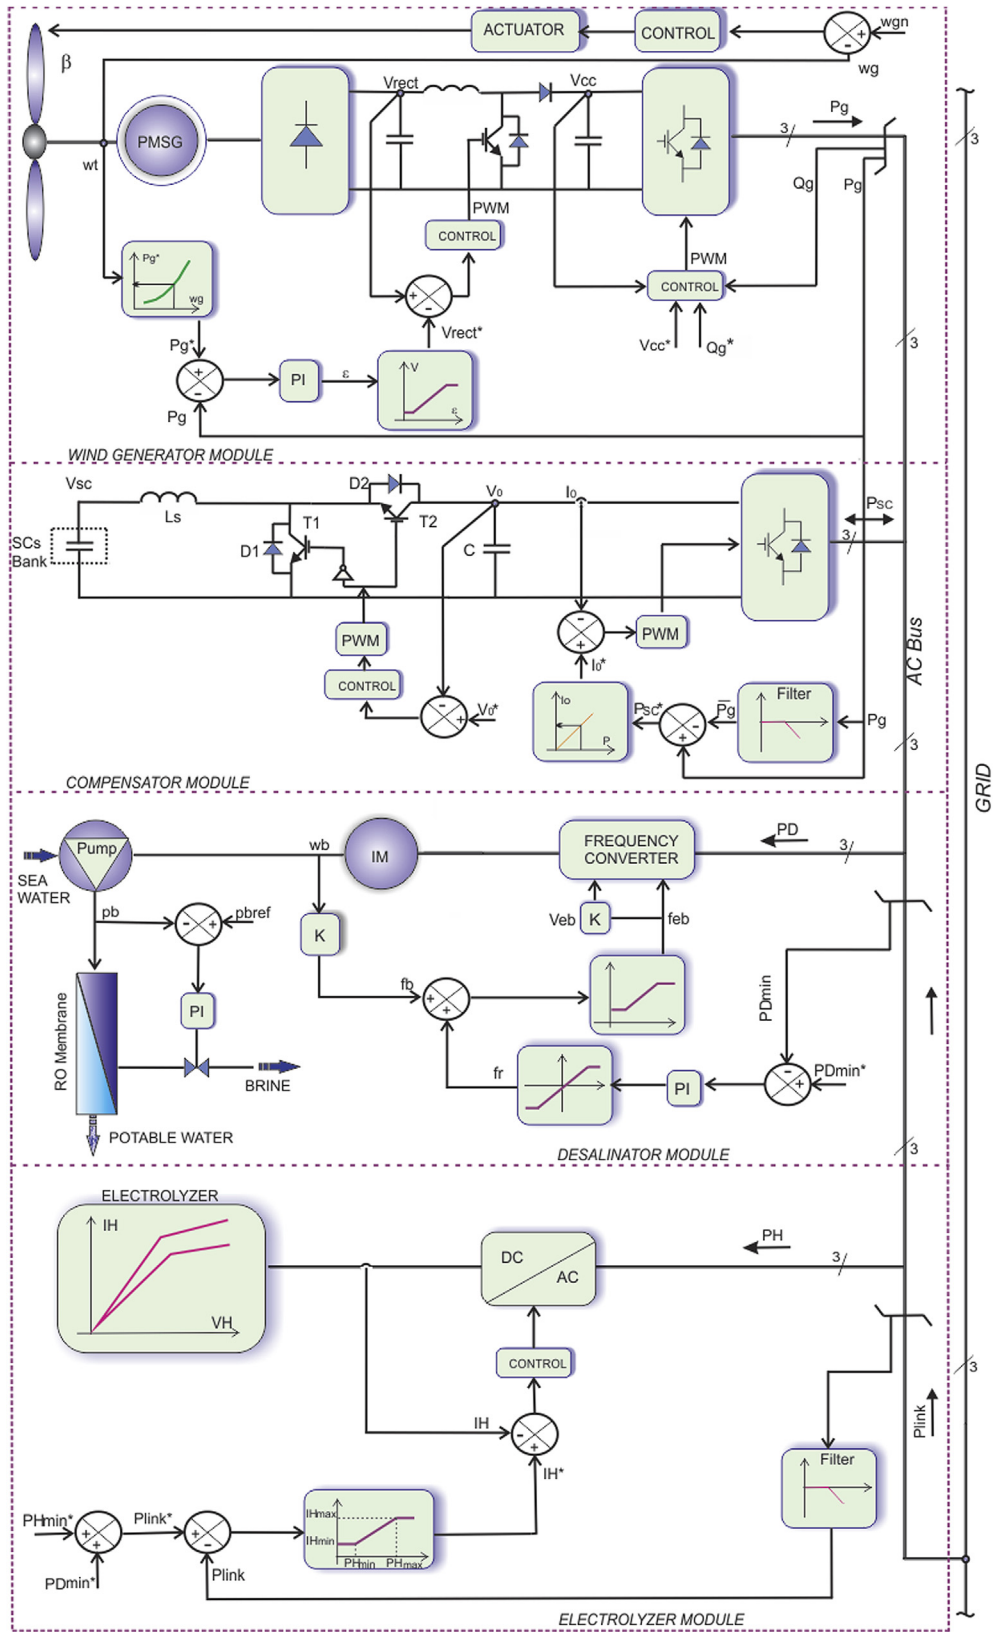 ACTUATOR
CONTROL
wgn
+
-
wg
β
Vrect
Vcc
PMSG
wt
3
Pg
3
Qg
Pg
PWM
CONTROL
PWM
CONTROL
Pg*
wg
+
-
Vrect*
Vcc*
Qg*
3
Pg*
+
-
PI
ε
V
ε
Pg
WIND GENERATOR MODULE
Vsc
D2
V0
I0
PSC
Ls
T1
T2
SCs
Bank
D1
C
3
PWM
-
PWM
I0*
AC Bus
CONTROL
-
+
V0*
Io
P
PSC*
-
+
Pg
Filter
Pg
3
COMPENSATOR MODULE
GRID
Pump
wb
IM
FREQUENCY
CONVERTER
PD
3
SEA
WATER
pb
-
+
pbref
K
Veb
K
feb
RO Membrane
PI
fb
+
+
PDmin
BRINE
fr
PI
-
+
PDmin*
POTABLE WATER
DESALINATOR MODULE
3
ELECTROLYZER
IH
VH
DC
AC
PH
3
CONTROL
3
IH
-
+
IH*
Plink
Filter
PHmin*
+
+
Plink*
+
-
IHmax
IHmin
PHmin
PHmax
PDmin*
Plink
ELECTROLYZER MODULE